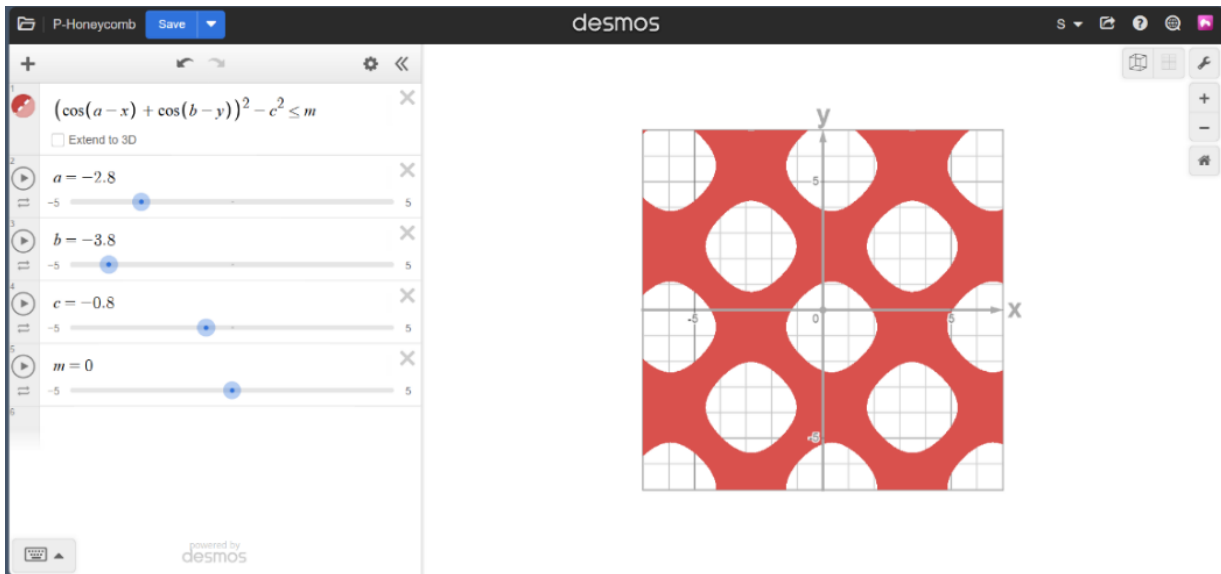 P-Honeycomb Save desmos S
1
(cos(a−x) + cos(b−y))² − c² ≤ m
Extend to 3D
2
a = −2.8
-5 5
3
b = −3.8
-5 5
4
c = −0.8
-5 5
5
m = 0
-5 5
6
powered by
desmos
y
5
-5 0 5 x
-5